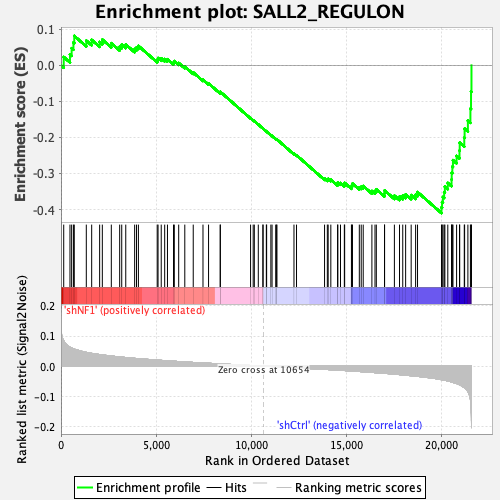 Enrichment plot: SALL2_REGULON
Enrichment score (ES)
0.1
0.0
-0.1
-0.2
-0.3
-0.4
'shNF1' (positively correlated)
Ranked list metric (Signal2Noise)
0.2
0.1
0.0
-0.1
-0.2
Zero cross at 10654
'shCtrl' (negatively correlated)
0
5,000
10,000
15,000
20,000
Rank in Ordered Dataset
Enrichment profile
Hits
Ranking metric scores